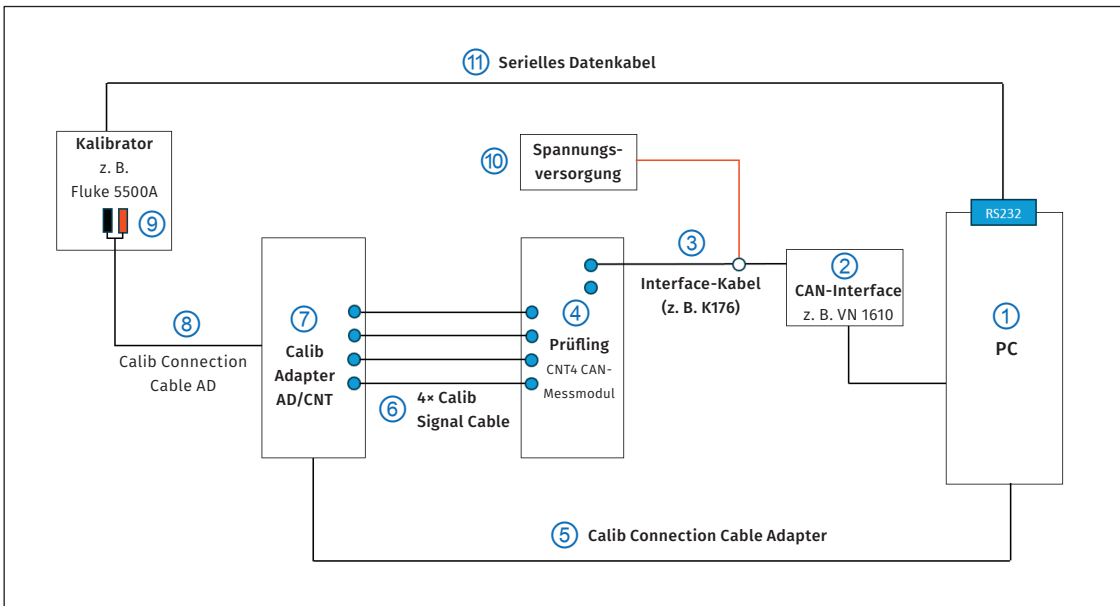 11 Serielles Datenkabel
Kalibrator
z. B.
Fluke 5500A
9
10
Spannungs-
versorgung
RS232
3
Interface-Kabel
(z. B. K176)
2
CAN-Interface
z. B. VN 1610
1
PC
8
Calib Connection
Cable AD
7
Calib
Adapter
AD/CNT
4
Prüfling
CNT4 CAN-
Messmodul
6
4× Calib
Signal Cable
5 Calib Connection Cable Adapter